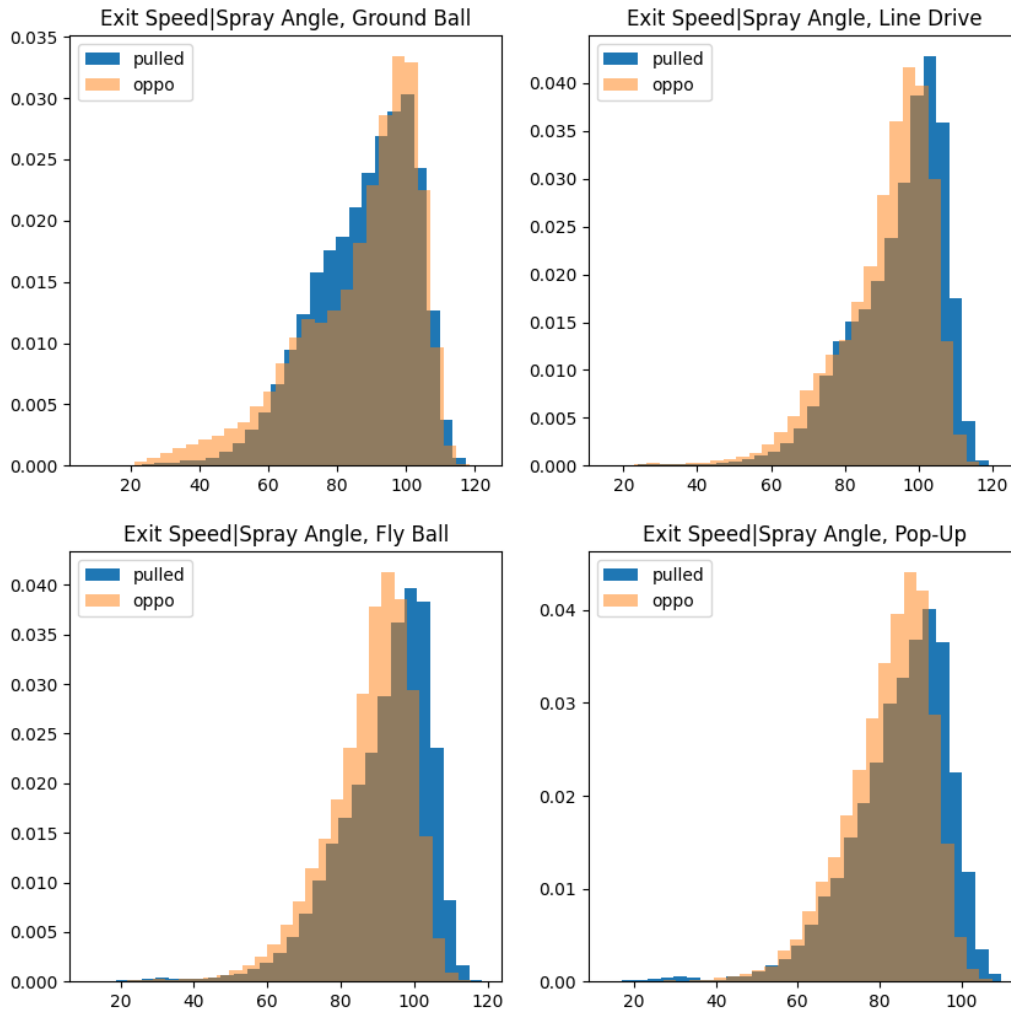 Exit Speed|Spray Angle, Ground Ball
0.035
0.030
0.025
0.020
0.015
0.010
0.005
0.000
20 40 60 80 100 120
pulled
oppo
Exit Speed|Spray Angle, Line Drive
0.04
0.035
0.030
0.025
0.020
0.015
0.010
0.005
0.000
20 40 60 80 100 120
pulled
oppo
Exit Speed|Spray Angle, Fly Ball
0.040
0.035
0.030
0.025
0.020
0.015
0.010
0.005
0.000
20 40 60 80 100 120
pulled
oppo
Exit Speed|Spray Angle, Pop-Up
0.04
0.03
0.02
0.01
0.00
20 40 60 80 100
pulled
oppo